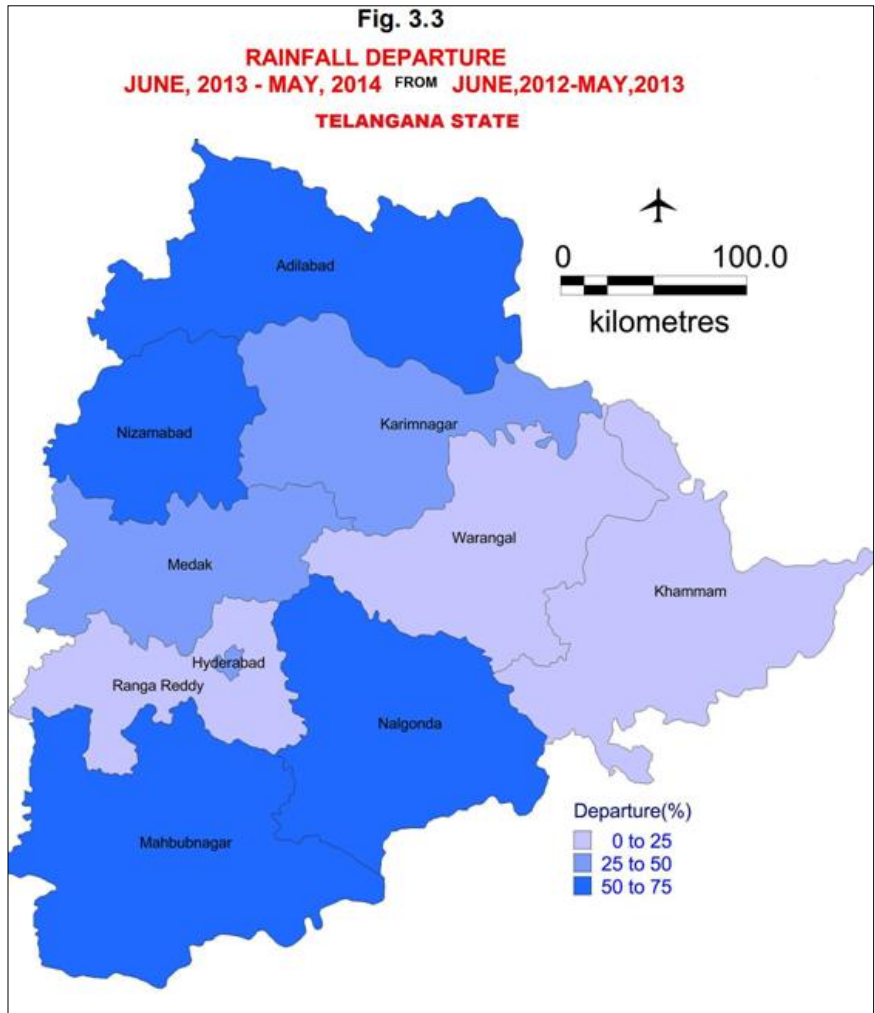 Fig. 3.3
RAINFALL DEPARTURE
JUNE, 2013 - MAY, 2014 FROM JUNE,2012-MAY,2013
TELANGANA STATE
0 100.0
kilometres
Adilabad
Nizamabad
Karimnagar
Warangal
Medak
Khammam
Hyderabad
Ranga Reddy
Nalgonda
Mahbubnagar
Departure(%)
0 to 25
25 to 50
50 to 75